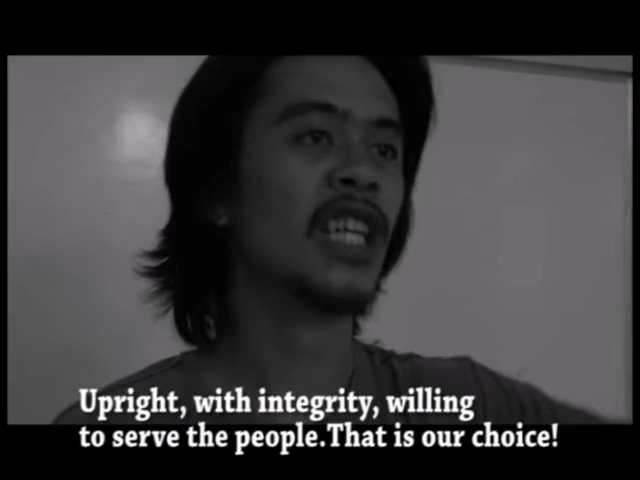 Upright, with integrity, willing
to serve the people.That is our choice!